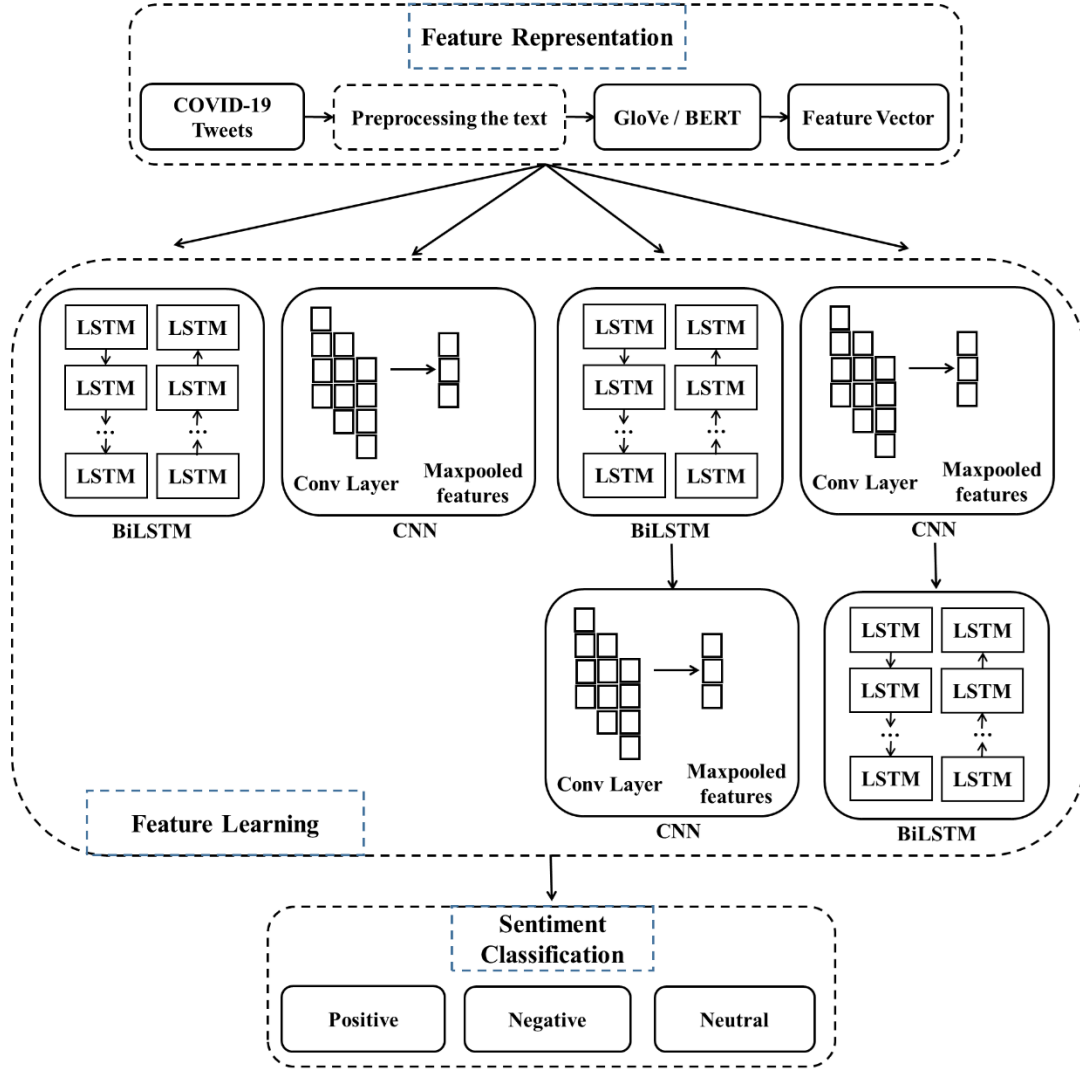 Feature Representation
COVID-19
Tweets
Preprocessing the text
GloVe / BERT
Feature Vector
LSTM
LSTM
LSTM
LSTM
...
...
LSTM
LSTM
BiLSTM
Conv Layer
Maxpooled
features
CNN
LSTM
LSTM
LSTM
LSTM
...
...
LSTM
LSTM
BiLSTM
Conv Layer
Maxpooled
features
CNN
Conv Layer
Maxpooled
features
CNN
LSTM
LSTM
LSTM
LSTM
...
...
LSTM
LSTM
BiLSTM
Feature Learning
Sentiment
Classification
Positive
Negative
Neutral